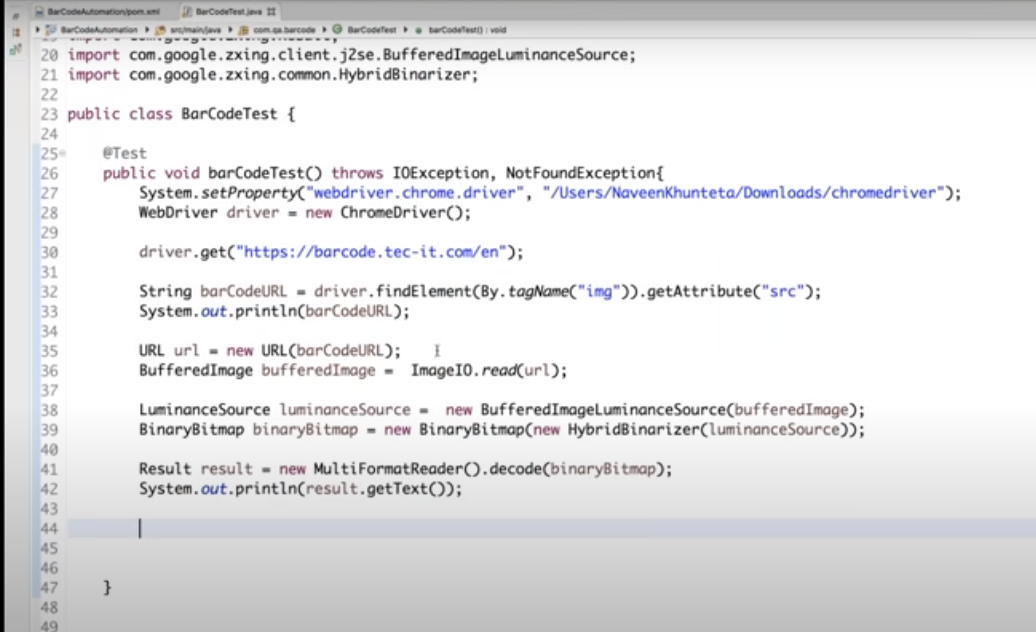 BarCodeAutomation/pom.xml BarCodeTest.java
BarCodeAutomation src/main/java com.qa.barcode BarCodeTest barCodeTest() : void
20 import com.google.zxing.client.j2se.BufferedImageLuminanceSource;
21 import com.google.zxing.common.HybridBinarizer;
22
23 public class BarCodeTest {
24
25 @Test
26 public void barCodeTest() throws IOException, NotFoundException{
27 System.setProperty("webdriver.chrome.driver", "/Users/NaveenKhunteta/Downloads/chromedriver");
28 WebDriver driver = new ChromeDriver();
29
30 driver.get("https://barcode.tec-it.com/en");
31
32 String barCodeURL = driver.findElement(By.tagName("img")).getAttribute("src");
33 System.out.println(barCodeURL);
34
35 URL url = new URL(barCodeURL);
36 BufferedImage bufferedImage = ImageIO.read(url);
37
38 LuminanceSource luminanceSource = new BufferedImageLuminanceSource(bufferedImage);
39 BinaryBitmap binaryBitmap = new BinaryBitmap(new HybridBinarizer(luminanceSource));
40
41 Result result = new MultiFormatReader().decode(binaryBitmap);
42 System.out.println(result.getText());
43
44
45
46
47 }
48
49